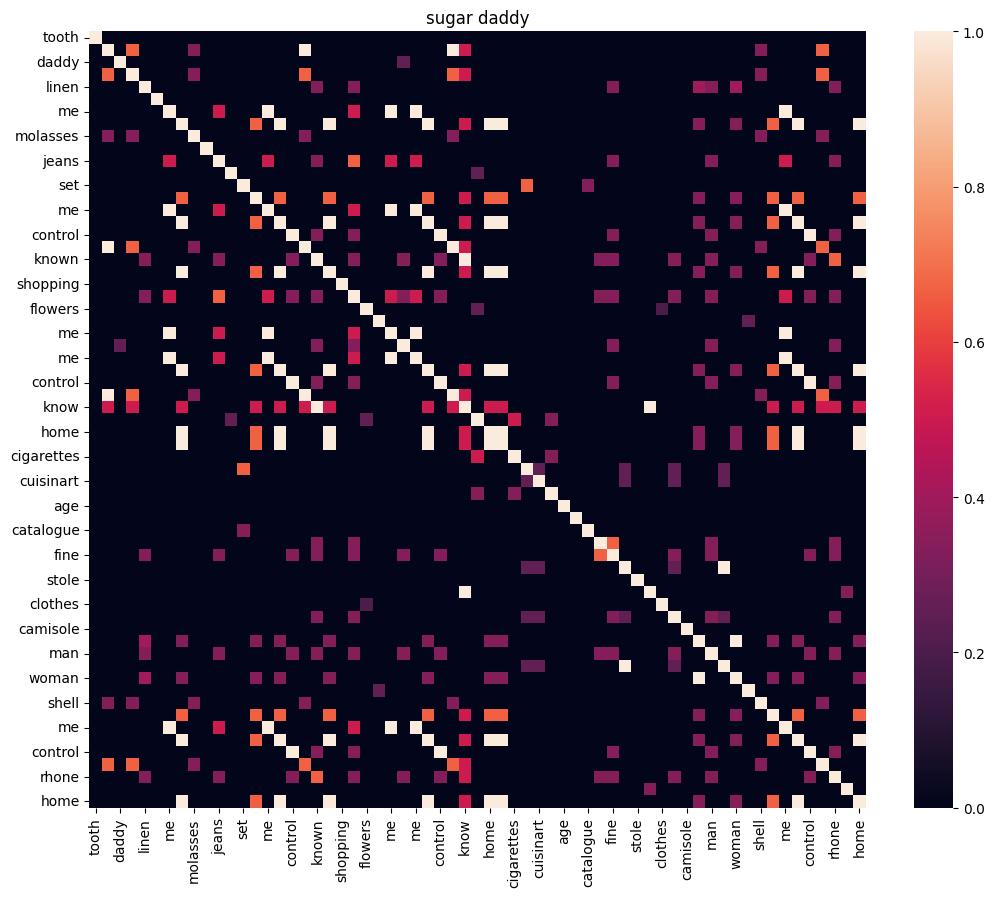 sugar daddy
tooth
daddy
linen
me
molasses
jeans
set
me
control
known
shopping
flowers
me
me
control
know
home
cigarettes
cuisinart
age
catalogue
fine
stole
clothes
camisole
man
woman
shell
me
control
rhone
home
tooth
daddy
linen
me
molasses
jeans
set
me
control
known
shopping
flowers
me
me
control
know
home
cigarettes
cuisinart
age
catalogue
fine
stole
clothes
camisole
man
woman
shell
me
control
rhone
home
1.0
0.8
0.6
0.4
0.2
0.0